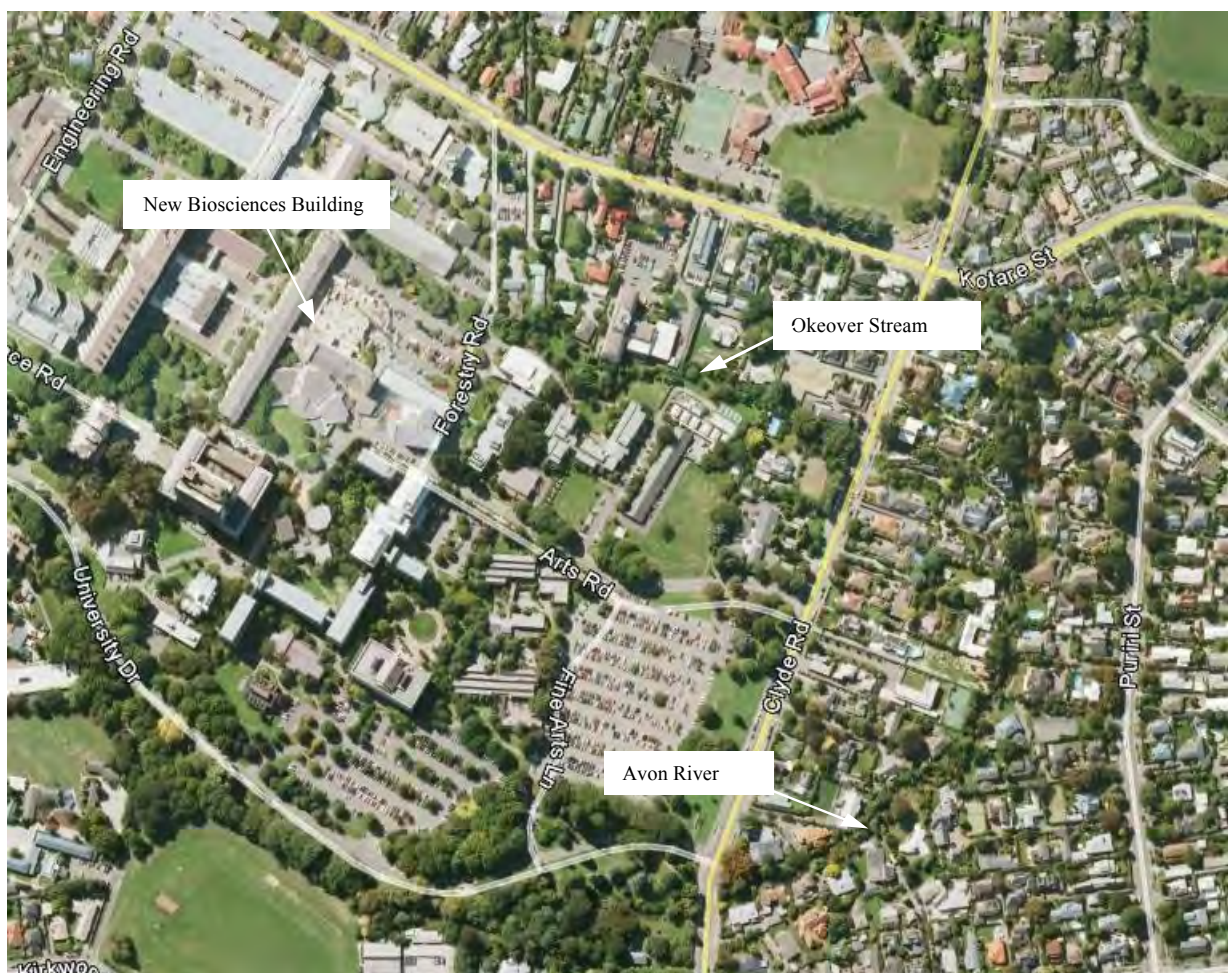 Engineering Rd
New Biosciences Building
Kotare St
Okeover Stream
ce Rd
Forestry Rd
Arts Rd
University Dr
Clyde Rd
Puriri St
Fine Arts Ln
Avon River
Kirkwoo